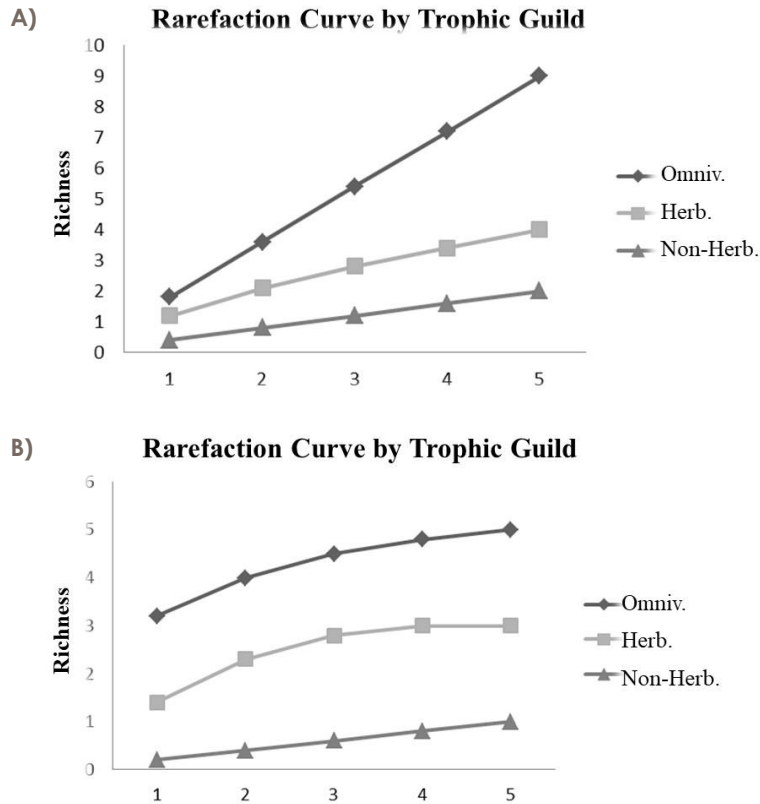 A)
Rarefaction Curve by Trophic Guild
10
9
8
7
6
5
4
3
2
1
0
Richness
1 2 3 4 5
Omniv.
Herb.
Non-Herb.
B)
Rarefaction Curve by Trophic Guild
6
5
4
3
2
1
0
Richness
1 2 3 4 5
Omniv.
Herb.
Non-Herb.